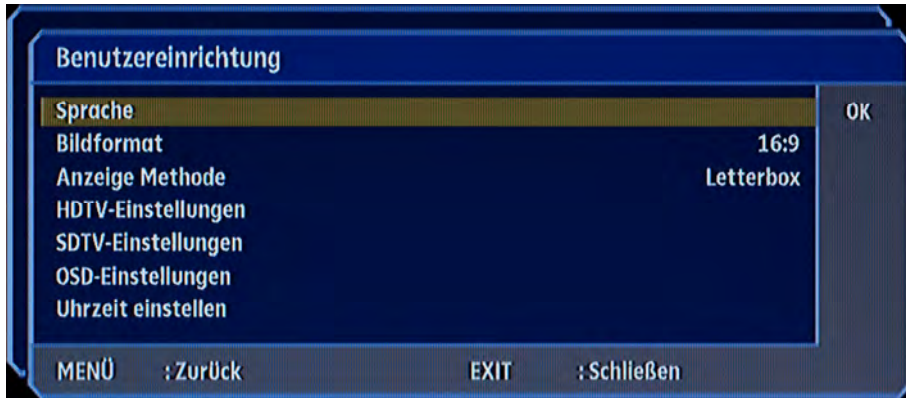 Benutzereinrichtung
Sprache OK
Bildformat 16:9
Anzeige Methode Letterbox
HDTV-Einstellungen
SDTV-Einstellungen
OSD-Einstellungen
Uhrzeit einstellen
MENÜ :Zurück EXIT :Schließen